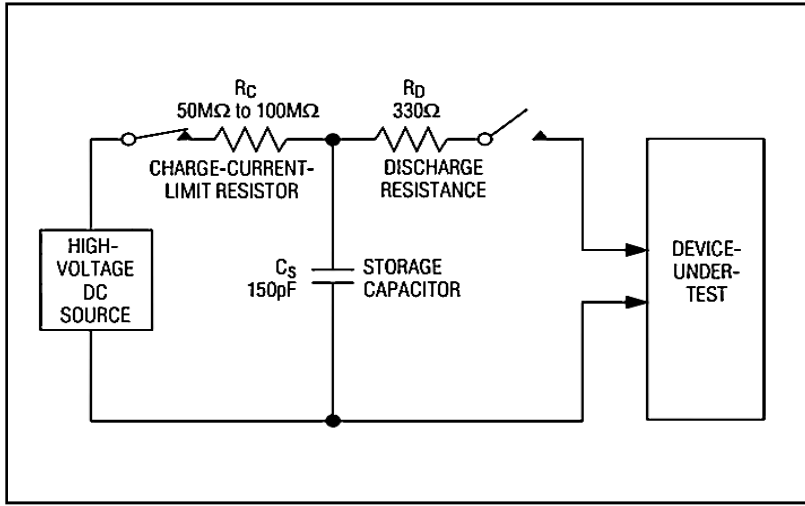 RC
50MΩ to 100MΩ
CHARGE-CURRENT-
LIMIT RESISTOR
RD
330Ω
DISCHARGE
RESISTANCE
HIGH-
VOLTAGE
DC
SOURCE
CS
150pF
STORAGE
CAPACITOR
DEVICE-
UNDER-
TEST